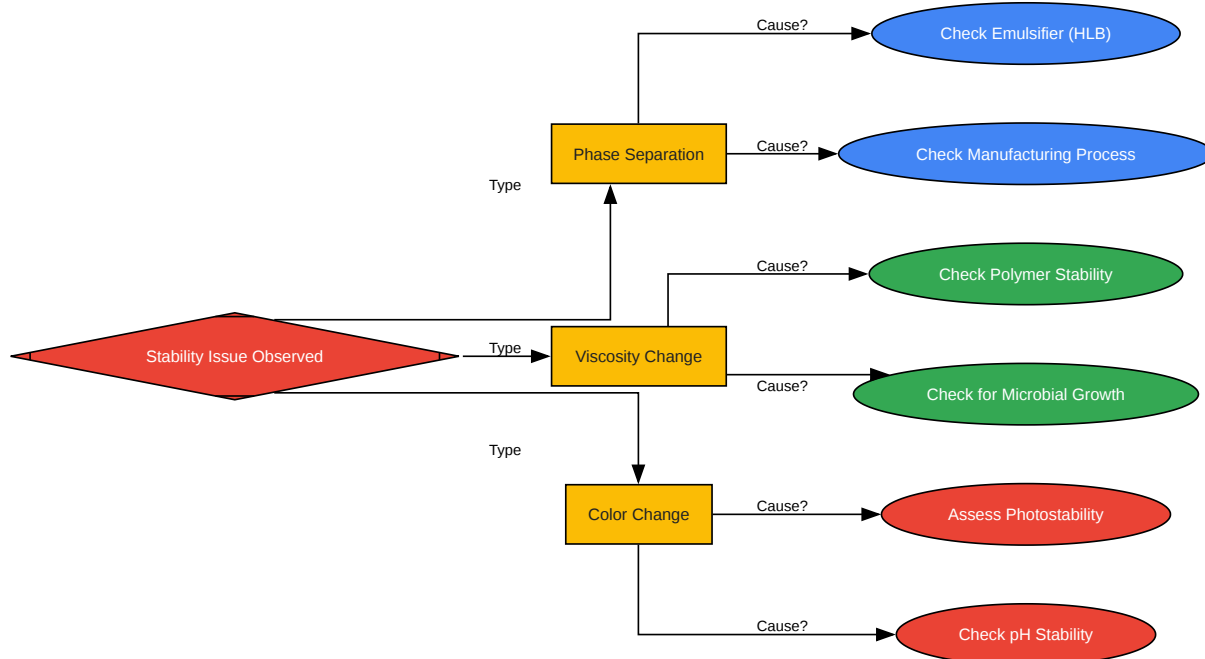 Cause?
Check Emulsifier (HLB)
Phase Separation
Cause?
Check Manufacturing Process
Type
Cause?
Check Polymer Stability
Stability Issue Observed
Type
Viscosity Change
Cause?
Check for Microbial Growth
Type
Color Change
Cause?
Assess Photostability
Cause?
Check pH Stability